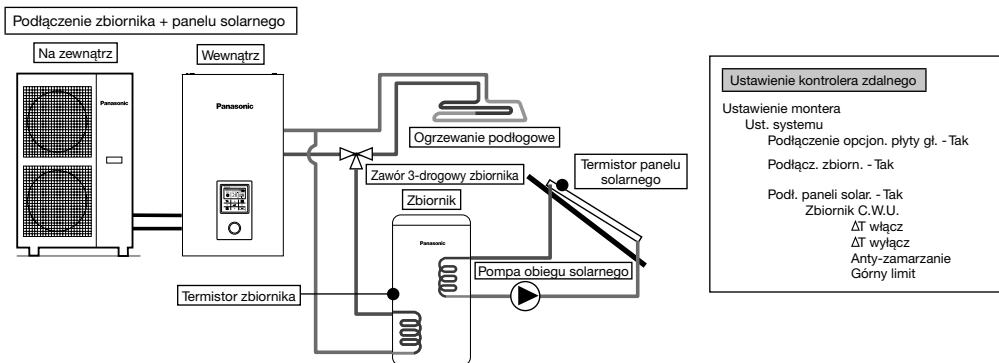 Podłączenie zbiornika + panelu solarnego
Na zewnątrz
Wewnątrz
Panasonic
Panasonic
Ogrzewanie podłogowe
Zawór 3-drogowy zbiornika
Termistor panelu
solarnego
Zbiornik
Panasonic
Pompa obiegu solarnego
Termistor zbiornika
Ustawienie kontrolera zdalnego
Ustawienie montera
Ust. systemu
Podłączenie opcjon. płyty gł. - Tak
Podłącz. zbiorn. - Tak
Podł. paneli solar. - Tak
Zbiornik C.W.U.
ΔT włącz
ΔT wyłącz
Anty-zamarzanie
Górny limit